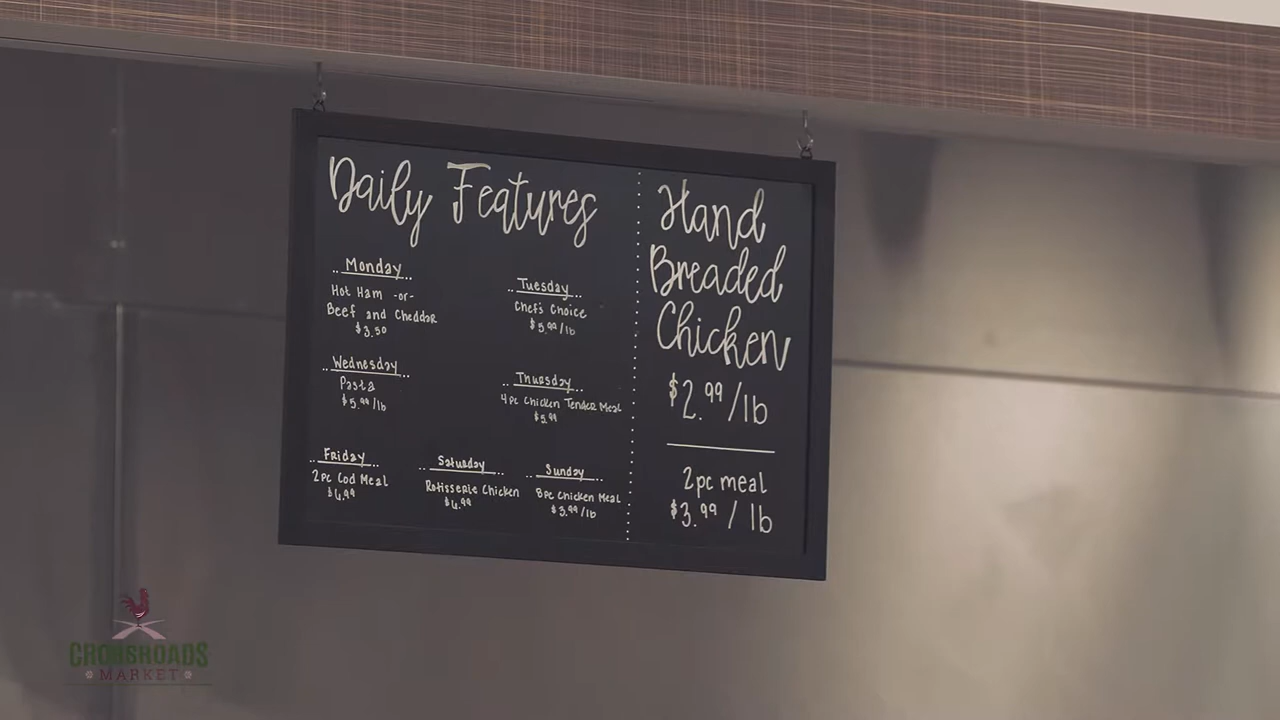 Daily Features
Monday
Hot Ham -or-
Beef and Cheddar
$3.50
Tuesday
Chef's Choice
$5.99/lb
Wednesday
Pasta
$5.99/lb
Thursday
4pc Chicken Tender Meal
$5.99
Friday
2pc Cod Meal
$6.99
Saturday
Rotisserie Chicken
$6.99
Sunday
8pc Chicken Meal
$3.99/lb
Hand
Breaded
Chicken
$2.99/lb
2pc meal
$3.99 / lb
CROSSROADS
MARKET